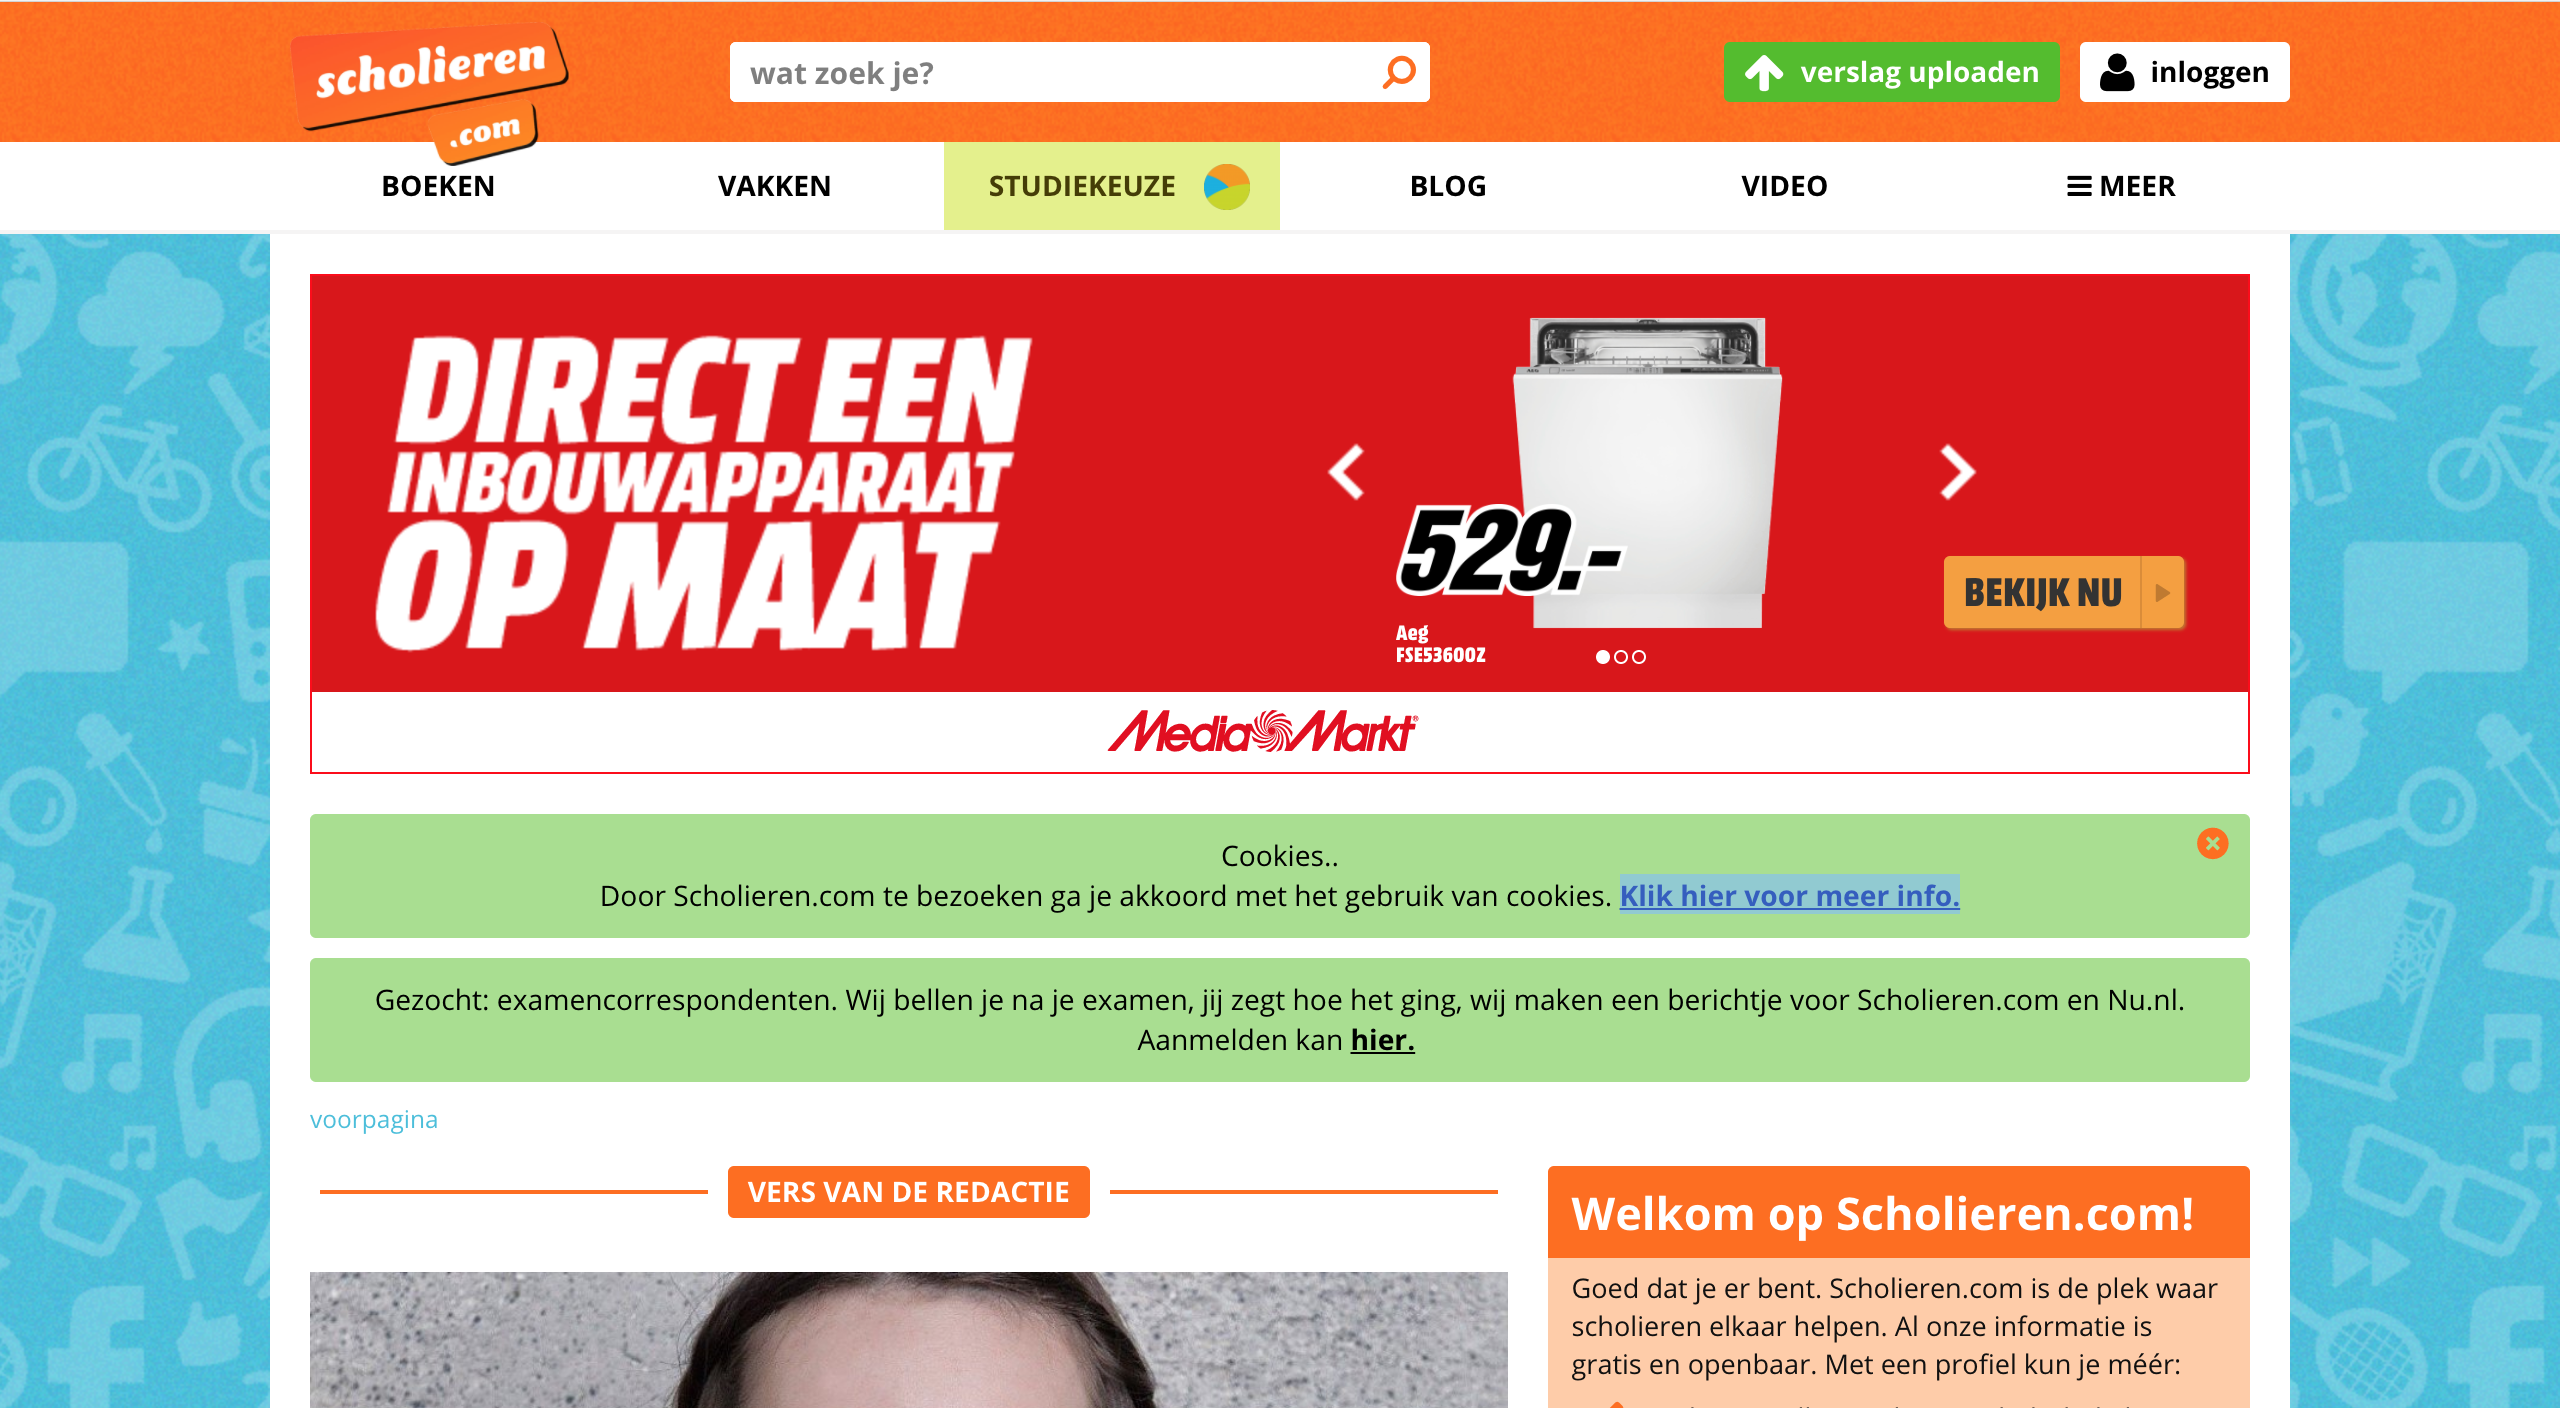 scholieren
.com
wat zoek je?
verslag uploaden
inloggen
BOEKEN
VAKKEN
STUDIEKEUZE
BLOG
VIDEO
MEER
DIRECT EEN
INBOUWAPPARAAT
OP MAAT
529.-
Aeg
FSE53600Z
BEKIJK NU
MediaMarkt
Cookies..
Door Scholieren.com te bezoeken ga je akkoord met het gebruik van cookies. Klik hier voor meer info.
Gezocht: examencorrespondenten. Wij bellen je na je examen, jij zegt hoe het ging, wij maken een berichtje voor Scholieren.com en Nu.nl.
Aanmelden kan hier.
voorpagina
VERS VAN DE REDACTIE
Welkom op Scholieren.com!
Goed dat je er bent. Scholieren.com is de plek waar
scholieren elkaar helpen. Al onze informatie is
gratis en openbaar. Met een profiel kun je méér: